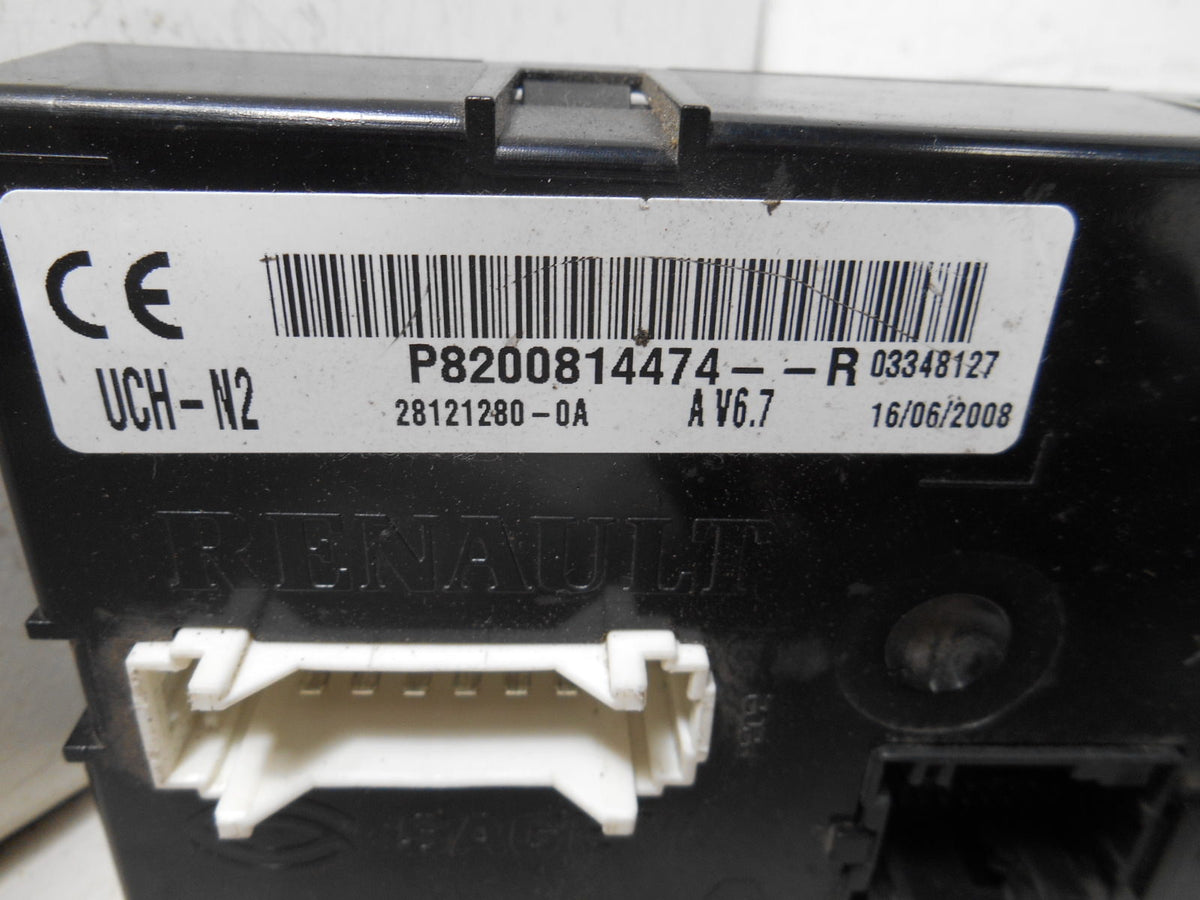 CE
P8200814474--R 03348127
UCH-N2
28121280-0A A V6.7 16/06/2008
RENAULT